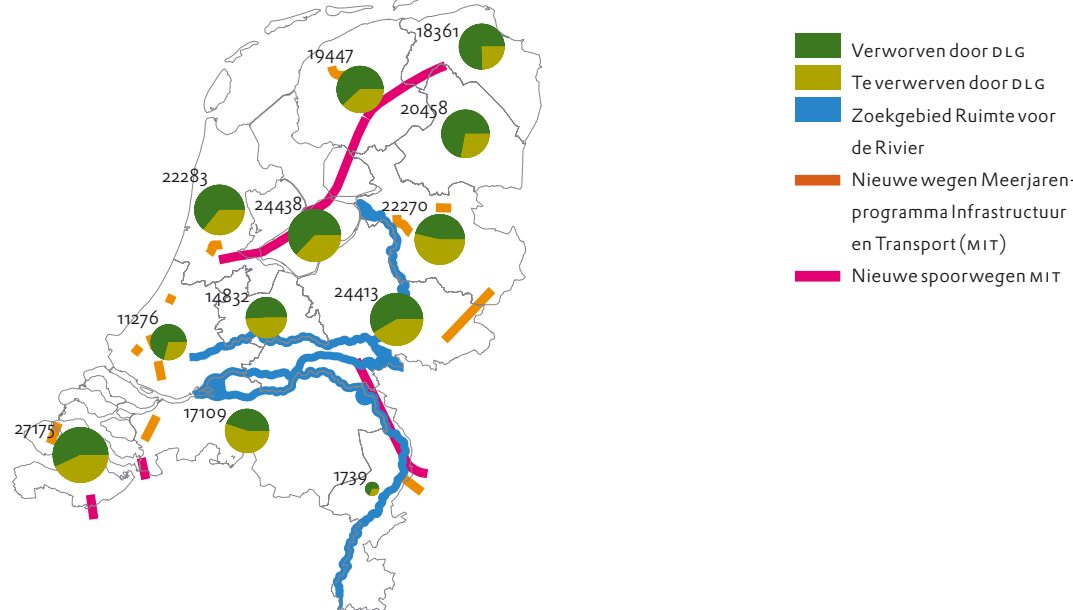 18361
19447
20458
22283
24438
22270
14832
24413
11276
17109
27175
1739
Verworven door DLG
Te verwerven door DLG
Zoekgebied Ruimte voor
de Rivier
Nieuwe wegen Meerjaren-
programma Infrastructuur
en Transport (MIT)
Nieuwe spoorwegen MIT